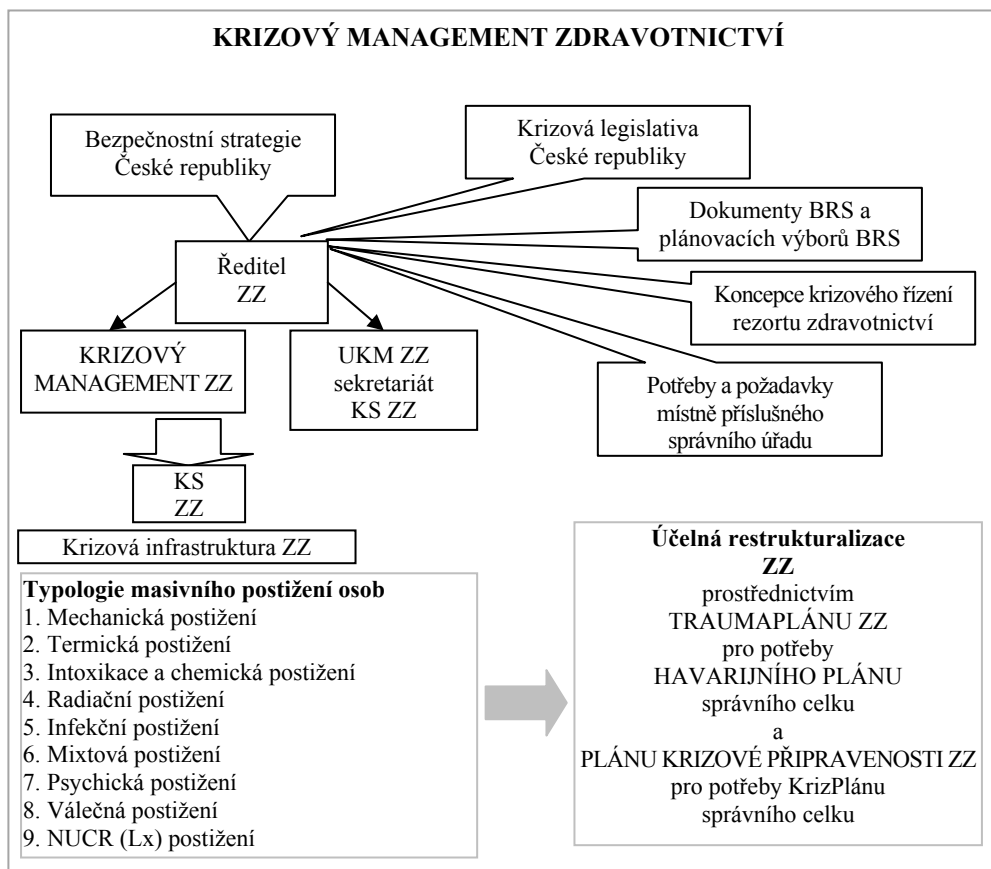 KRIZOVÝ MANAGEMENT ZDRAVOTNICTVÍ
Bezpečnostní strategie
České republiky
Krizová legislativa
České republiky
Dokumenty BRS a
plánovacích výborů BRS
Ředitel
ZZ
Koncepce krizového řízení
rezortu zdravotnictví
KRIZOVÝ
MANAGEMENT ZZ
UKM ZZ
sekretariát
KS ZZ
Potřeby a požadavky
místně příslušného
správního úřadu
KS
ZZ
Krizová infrastruktura ZZ
Typologie masivního postižení osob
1. Mechanická postižení
2. Termická postižení
3. Intoxikace a chemická postižení
4. Radiační postižení
5. Infekční postižení
6. Mixtová postižení
7. Psychická postižení
8. Válečná postižení
9. NUCR (Lx) postižení
Účelná restrukturalizace
ZZ
prostřednictvím
TRAUMAPLÁNU ZZ
pro potřeby
HAVARIJNÍHO PLÁNU
správního celku
a
PLÁNU KRIZOVÉ PŘIPRAVENOSTI ZZ
pro potřeby KrizPlánu
správního celku